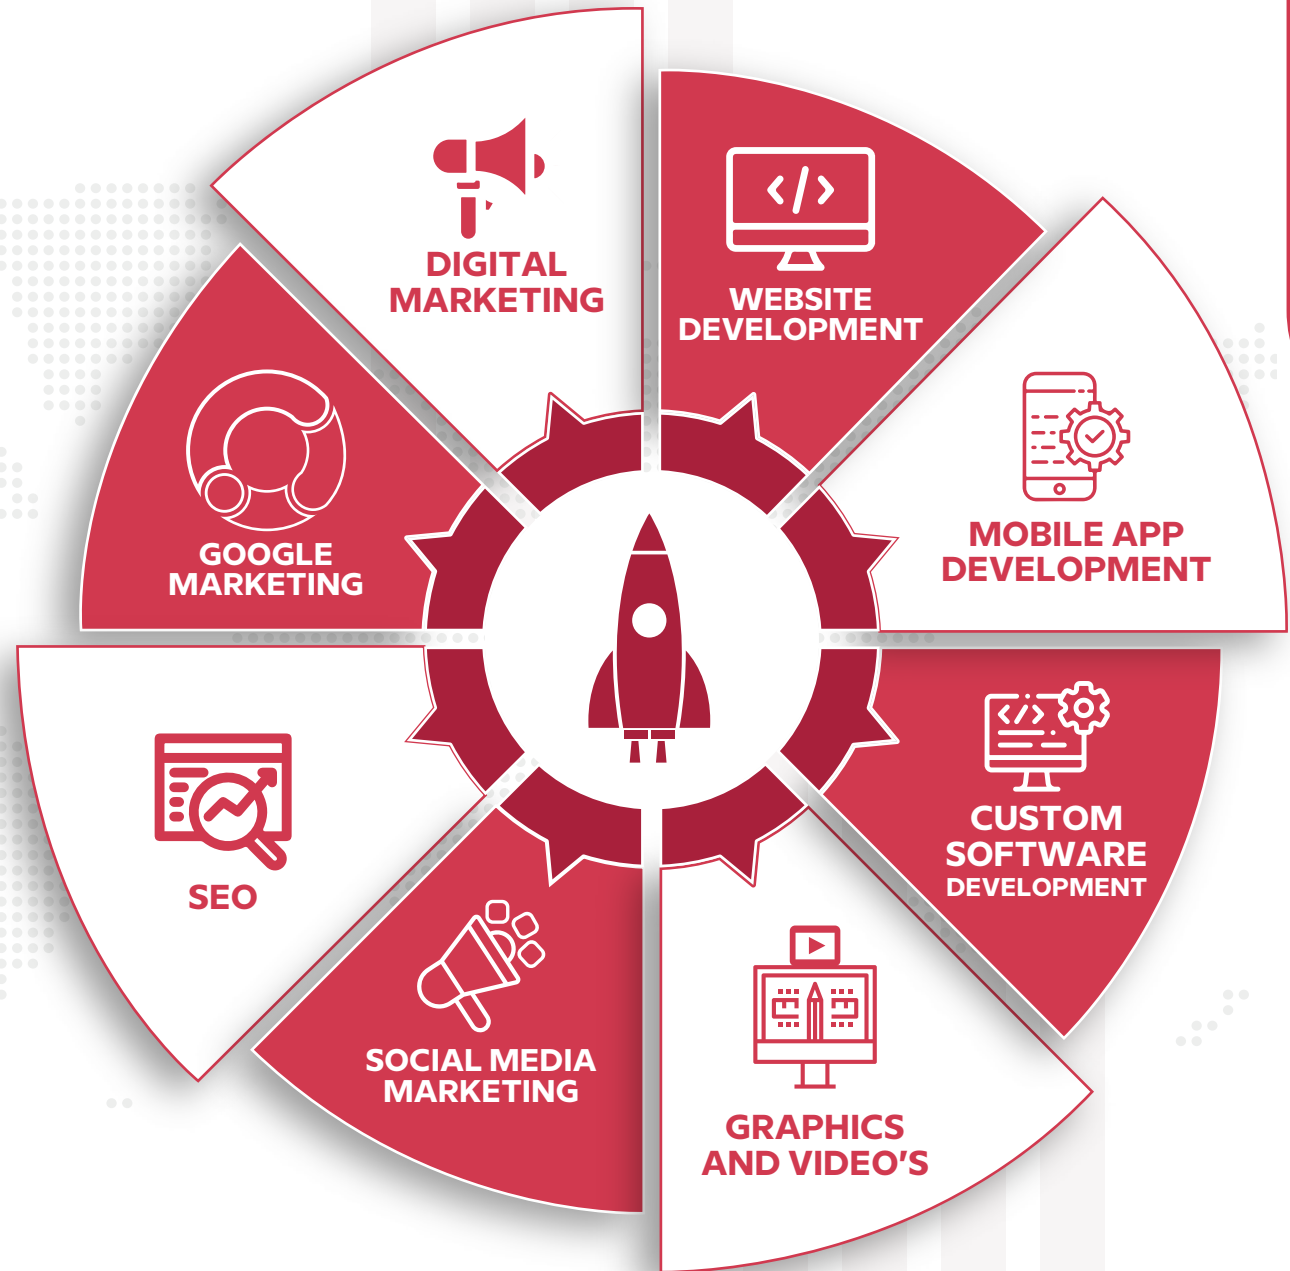 DIGITAL
MARKETING
WEBSITE
DEVELOPMENT
MOBILE APP
DEVELOPMENT
GOOGLE
MARKETING
CUSTOM
SOFTWARE
DEVELOPMENT
SEO
SOCIAL MEDIA
MARKETING
GRAPHICS
AND VIDEO'S